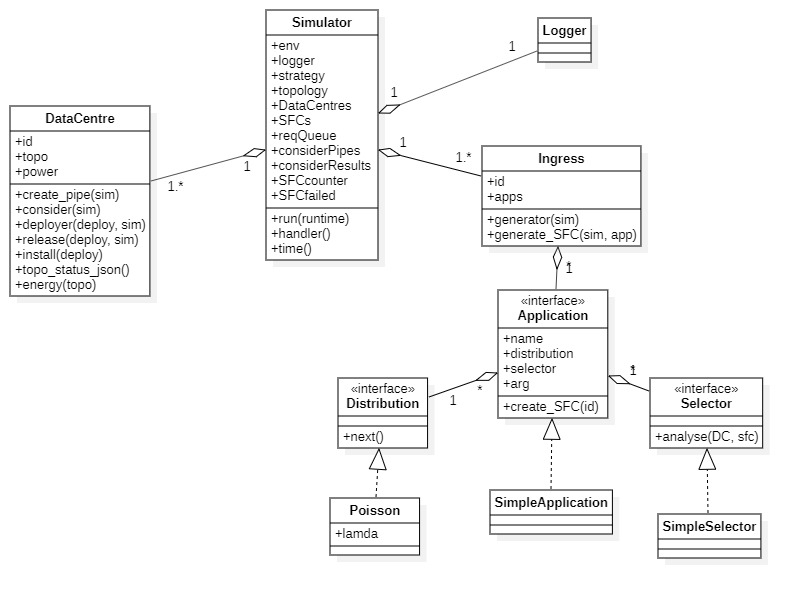 Simulator
+env
+logger
+strategy
+topology
+DataCentres
+SFCs
+reqQueue
+considerPipes
+considerResults
+SFCcounter
+SFCfailed
+run(runtime)
+handler()
+time()
Logger
1
1
DataCentre
+id
+topo
+power
+create_pipe(sim)
+consider(sim)
+deployer(deploy, sim)
+release(deploy, sim)
+install(deploy)
+topo_status_json()
+energy(topo)
1.*
1
1
1.*
Ingress
+id
+apps
+generator(sim)
+generate_SFC(sim, app)
*
1
«interface»
Application
+name
+distribution
+selector
+arg
+create_SFC(id)
«interface»
Distribution
+next()
1
*
*
1
«interface»
Selector
+analyse(DC, sfc)
Poisson
+lamda
SimpleApplication
SimpleSelector